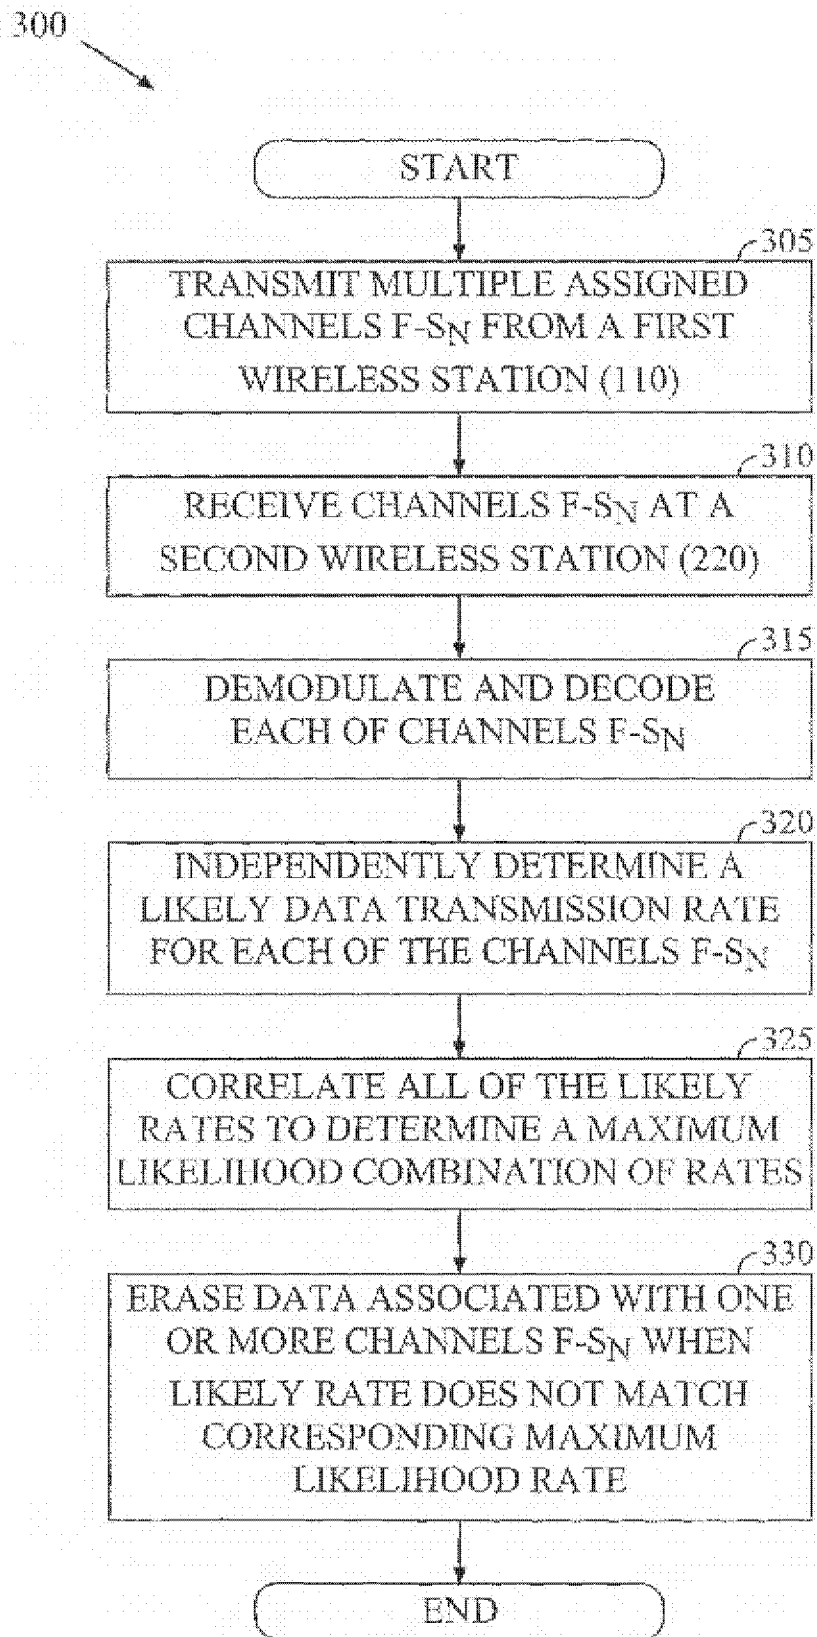 300
START
305
TRANSMIT MULTIPLE ASSIGNED
CHANNELS F-SN FROM A FIRST
WIRELESS STATION (110)
310
RECEIVE CHANNELS F-SN AT A
SECOND WIRELESS STATION (220)
315
DEMODULATE AND DECODE
EACH OF CHANNELS F-SN
320
INDEPENDENTLY DETERMINE A
LIKELY DATA TRANSMISSION RATE
FOR EACH OF THE CHANNELS F-SN
325
CORRELATE ALL OF THE LIKELY
RATES TO DETERMINE A MAXIMUM
LIKELIHOOD COMBINATION OF RATES
330
ERASE DATA ASSOCIATED WITH ONE
OR MORE CHANNELS F-SN WHEN
LIKELY RATE DOES NOT MATCH
CORRESPONDING MAXIMUM
LIKELIHOOD RATE
END